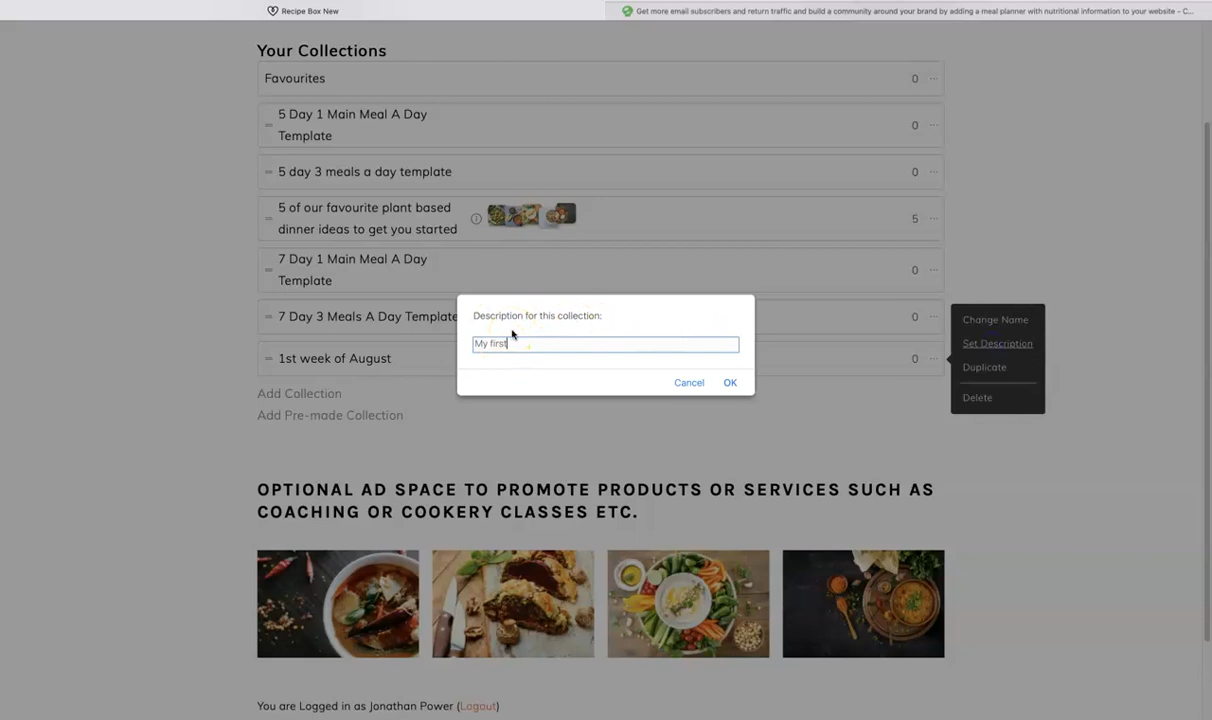 Recipe Box New
Get more email subscribers and return traffic and build a community around your brand by adding a meal planner with nutritional information to your website - C...
Your Collections
Favourites 0 ...
5 Day 1 Main Meal A Day
Template 0 ...
5 day 3 meals a day template 0 ...
5 of our favourite plant based
dinner ideas to get you started 5 ...
7 Day 1 Main Meal A Day
Template 0 ...
7 Day 3 Meals A Day Template 0 ...
1st week of August 0 ...
Description for this collection:
My first
Cancel OK
Change Name
Set Description
Duplicate
Delete
Add Collection
Add Pre-made Collection
OPTIONAL AD SPACE TO PROMOTE PRODUCTS OR SERVICES SUCH AS
COACHING OR COOKERY CLASSES ETC.
You are Logged in as Jonathan Power (Logout)